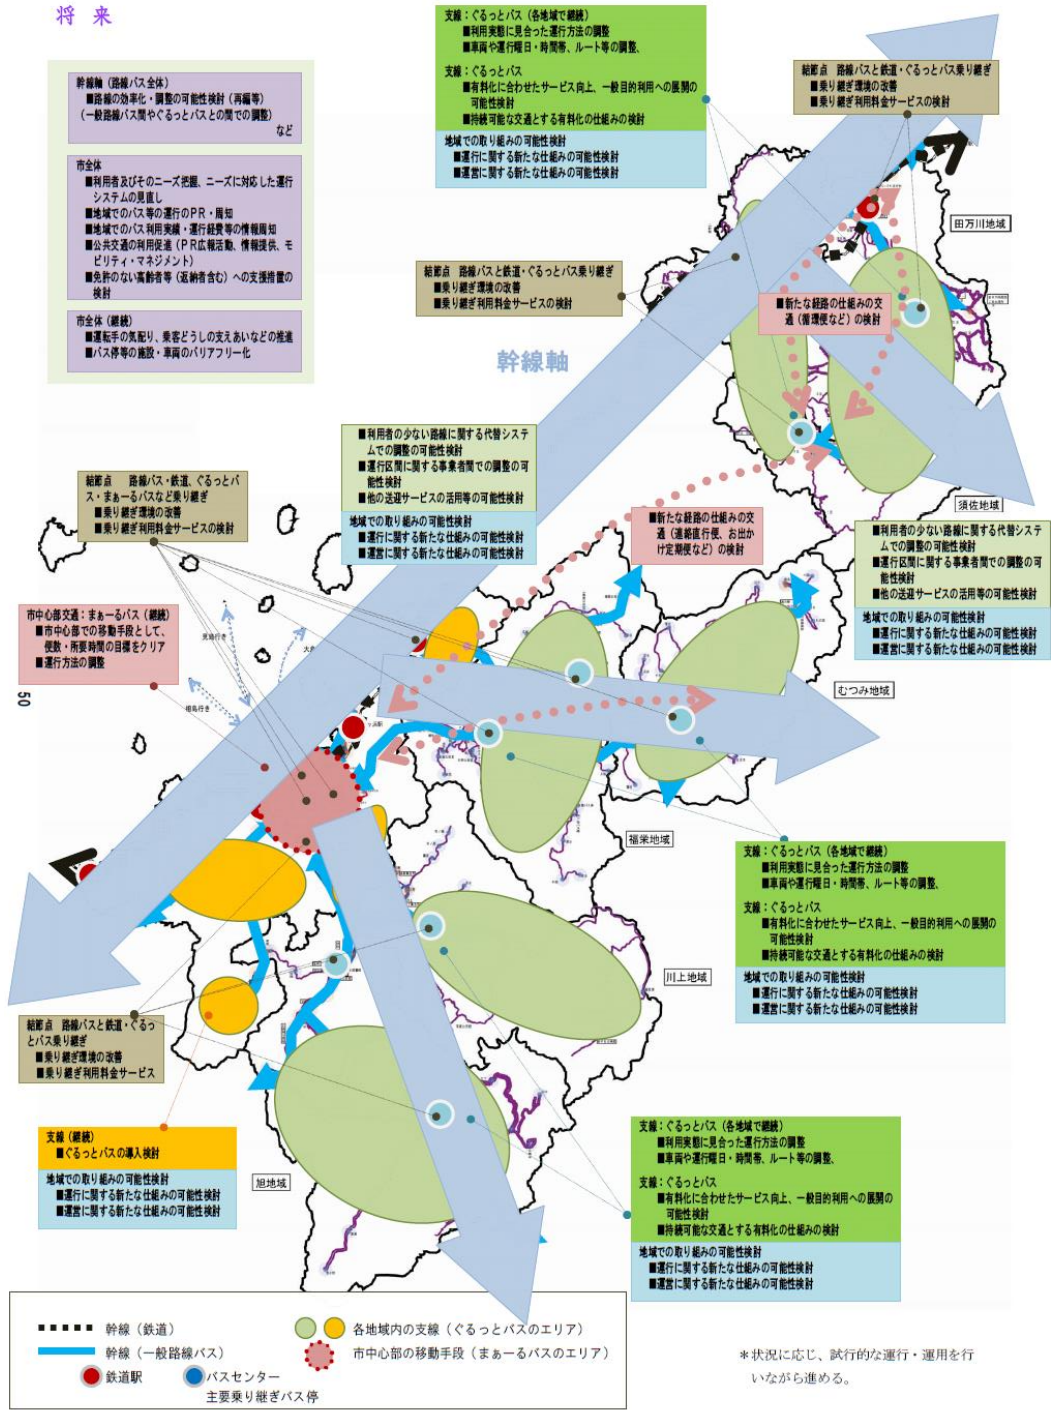 将 来
幹線軸（路線バス全体）
■路線の効率化・調整の可能性検討（再編等）
（一般路線バス間やぐるっとバスとの間での調整）
など
市全体
■利用者及びそのニーズ把握、ニーズに対応した運行
システムの見直し
■地域でのバス等の運行のＰＲ・周知
■地域でのバス利用実績・運行経費等の情報周知
■公共交通の利用促進（ＰＲ広報活動、情報提供、モ
ビリティ・マネジメント）
■免許のない高齢者等（返納者含む）への支援措置の
検討
市全体（継続）
■運転手の気配り、乗客どうしの支えあいなどの推進
■バス停等の施設・車両のバリアフリー化
支線：ぐるっとバス（各地域で継続）
■利用実態に見合った運行方法の調整
■車両や運行曜日・時間帯、ルート等の調整、
支線：ぐるっとバス
■有料化に合わせたサービス向上、一般目的利用への展開の
可能性検討
■持続可能な交通とする有料化の仕組みの検討
地域での取り組みの可能性検討
■運行に関する新たな仕組みの可能性検討
■運営に関する新たな仕組みの可能性検討
結節点　路線バスと鉄道・ぐるっとバス乗り継ぎ
■乗り継ぎ環境の改善
■乗り継ぎ利用料金サービスの検討
田万川地域
結節点　路線バスと鉄道・ぐるっとバス乗り継ぎ
■乗り継ぎ環境の改善
■乗り継ぎ利用料金サービスの検討
■新たな経路の仕組みの交
通（循環便など）の検討
幹線軸
■利用者の少ない路線に関する代替システ
ムでの調整の可能性検討
■運行区間に関する事業者間での調整の可
能性検討
■他の送迎サービスの活用等の可能性検討
地域での取り組みの可能性検討
■運行に関する新たな仕組みの可能性検討
■運営に関する新たな仕組みの可能性検討
結節点　路線バス・鉄道、ぐるっとバ
ス・まぁーるバスなど乗り継ぎ
■乗り継ぎ環境の改善
■乗り継ぎ利用料金サービスの検討
須佐地域
■新たな経路の仕組みの交
通（連絡直行便、お出か
け定期便など）の検討
■利用者の少ない路線に関する代替システ
ムでの調整の可能性検討
■運行区間に関する事業者間での調整の可
能性検討
■他の送迎サービスの活用等の可能性検討
地域での取り組みの可能性検討
■運行に関する新たな仕組みの可能性検討
■運営に関する新たな仕組みの可能性検討
市中心部交通：まぁーるバス（継続）
■市中心部での移動手段として、
便数・所要時間の目標をクリア
■運行方法の調整
見島行き
相島行き
むつみ地域
50
福栄地域
支線：ぐるっとバス（各地域で継続）
■利用実態に見合った運行方法の調整
■車両や運行曜日・時間帯、ルート等の調整、
支線：ぐるっとバス
■有料化に合わせたサービス向上、一般目的利用への展開の
可能性検討
■持続可能な交通とする有料化の仕組みの検討
地域での取り組みの可能性検討
■運行に関する新たな仕組みの可能性検討
■運営に関する新たな仕組みの可能性検討
川上地域
結節点　路線バスと鉄道・ぐるっ
とバス乗り継ぎ
■乗り継ぎ環境の改善
■乗り継ぎ利用料金サービス
支線（継続）
■ぐるっとバスの導入検討
地域での取り組みの可能性検討
■運行に関する新たな仕組みの可能性検討
■運営に関する新たな仕組みの可能性検討
旭地域
支線：ぐるっとバス（各地域で継続）
■利用実態に見合った運行方法の調整
■車両や運行曜日・時間帯、ルート等の調整、
支線：ぐるっとバス
■有料化に合わせたサービス向上、一般目的利用への展開の
可能性検討
■持続可能な交通とする有料化の仕組みの検討
地域での取り組みの可能性検討
■運行に関する新たな仕組みの可能性検討
■運営に関する新たな仕組みの可能性検討
幹線（鉄道）
幹線（一般路線バス）
鉄道駅
バスセンター
主要乗り継ぎバス停
各地域内の支線（ぐるっとバスのエリア）
市中心部の移動手段（まぁーるバスのエリア）
＊状況に応じ、試行的な運行・運用を行
いながら進める。